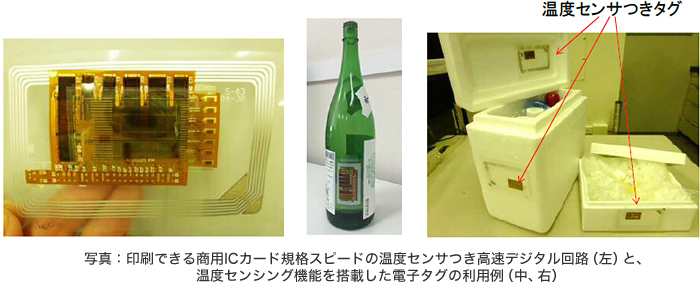 温度センサつきタグ
S-03
写真：印刷できる商用ICカード規格スピードの温度センサつき高速デジタル回路（左）と、
温度センシング機能を搭載した電子タグの利用例（中、右）